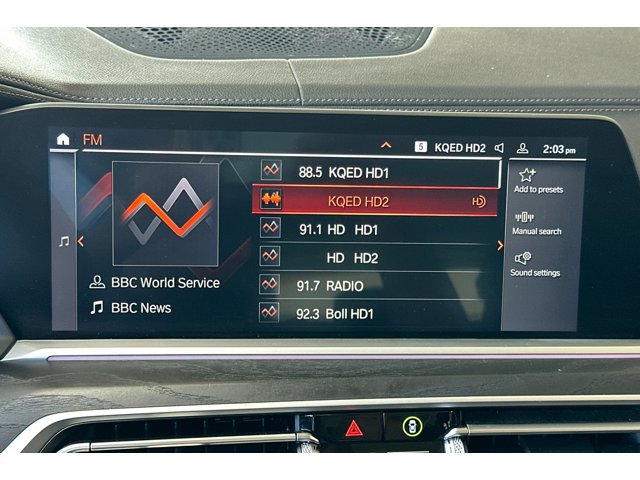 FM
5 KQED HD2 2:03 pm
88.5 KQED HD1
KQED HD2 HD
91.1 HD HD1
HD HD2
91.7 RADIO
92.3 Boll HD1
BBC World Service
BBC News
Add to presets
Manual search
Sound settings